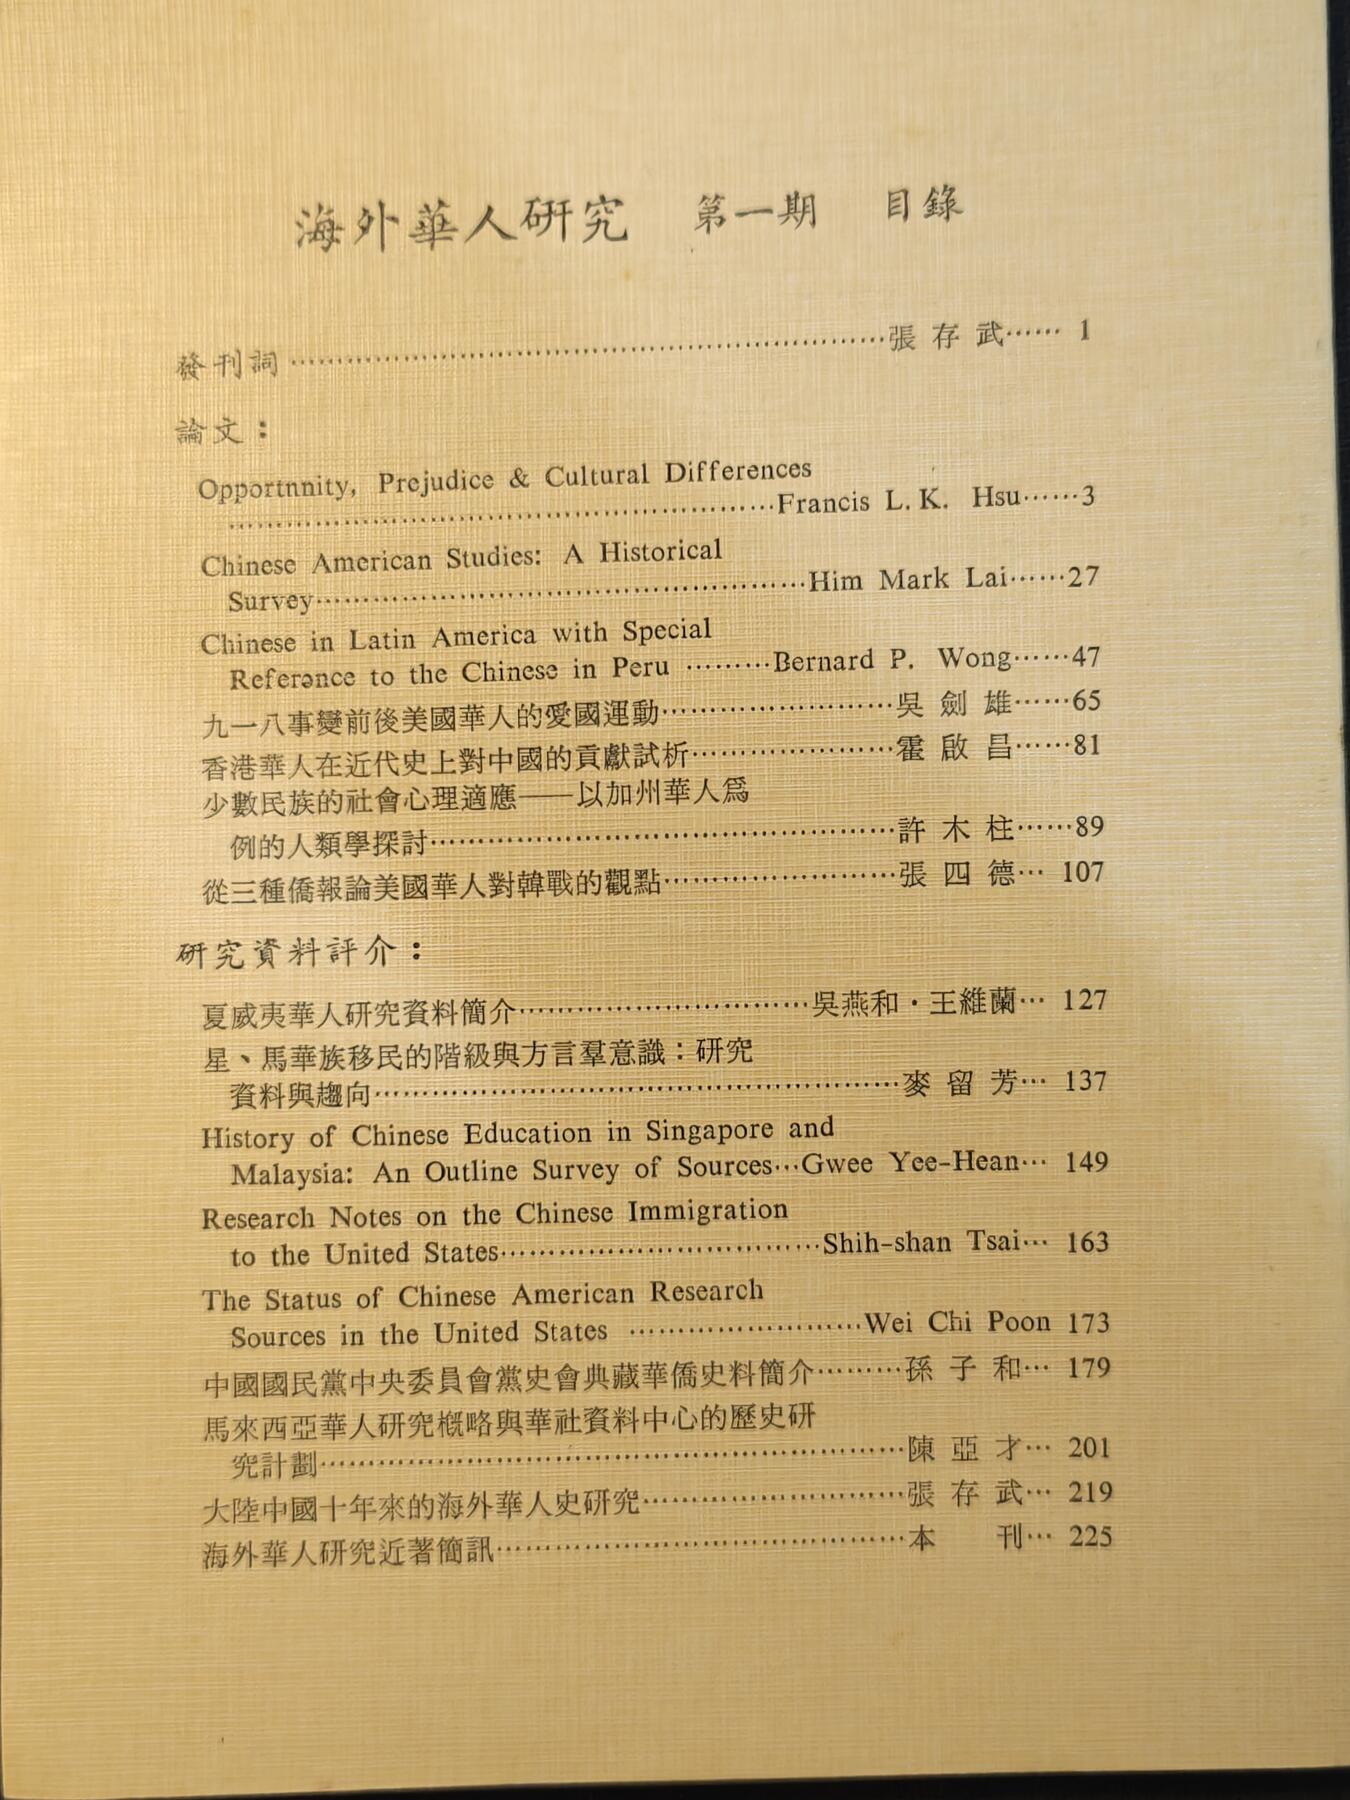 海外華人研究 第一期 目錄
發刊詞……………………………………………張存武…… 1
論文：
Opportnnity, Prejudice & Cultural Differences
……………………………………………Francis L. K. Hsu……3
Chinese American Studies: A Historical
Survey……………………………………Him Mark Lai……27
Chinese in Latin America with Special
Reference to the Chinese in Peru ………Bernard P. Wong……47
九一八事變前後美國華人的愛國運動……………………吳劍雄……65
香港華人在近代史上對中國的貢獻試析…………………霍啟昌……81
少數民族的社會心理適應——以加州華人爲
例的人類學探討……………………………………許木柱……89
從三種僑報論美國華人對韓戰的觀點……………………張四德… 107
研究資料評介：
夏威夷華人研究資料簡介…………………………吳燕和·王維蘭… 127
星、馬華族移民的階級與方言羣意識：研究
資料與趨向……………………………………………麥留芳… 137
History of Chinese Education in Singapore and
Malaysia: An Outline Survey of Sources…Gwee Yee-Hean… 149
Research Notes on the Chinese Immigration
to the United States……………………………Shih-shan Tsai… 163
The Status of Chinese American Research
Sources in the United States ……………………Wei Chi Poon 173
中國國民黨中央委員會黨史會典藏華僑史料簡介………孫子和… 179
馬來西亞華人研究槪略與華社資料中心的歷史研
究計劃……………………………………………………陳亞才… 201
大陸中國十年來的海外華人史研究………………………張存武… 219
海外華人研究近著簡訊……………………………………本刊… 225